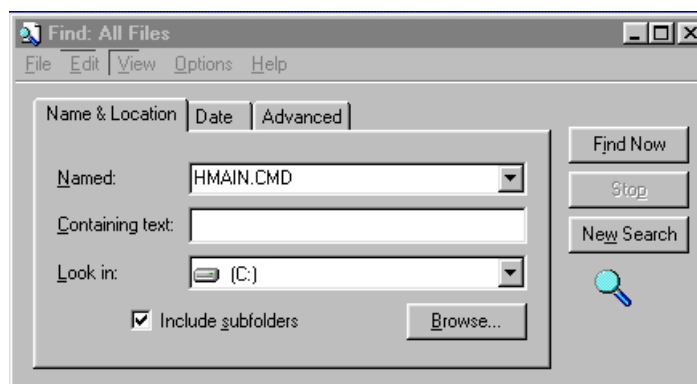 Find: All Files
File Edit View Options Help
Name & Location Date Advanced
Find Now
Named: HMAIN.CMD
Stop
Containing text:
New Search
Look in: (C:)
Include subfolders Browse...